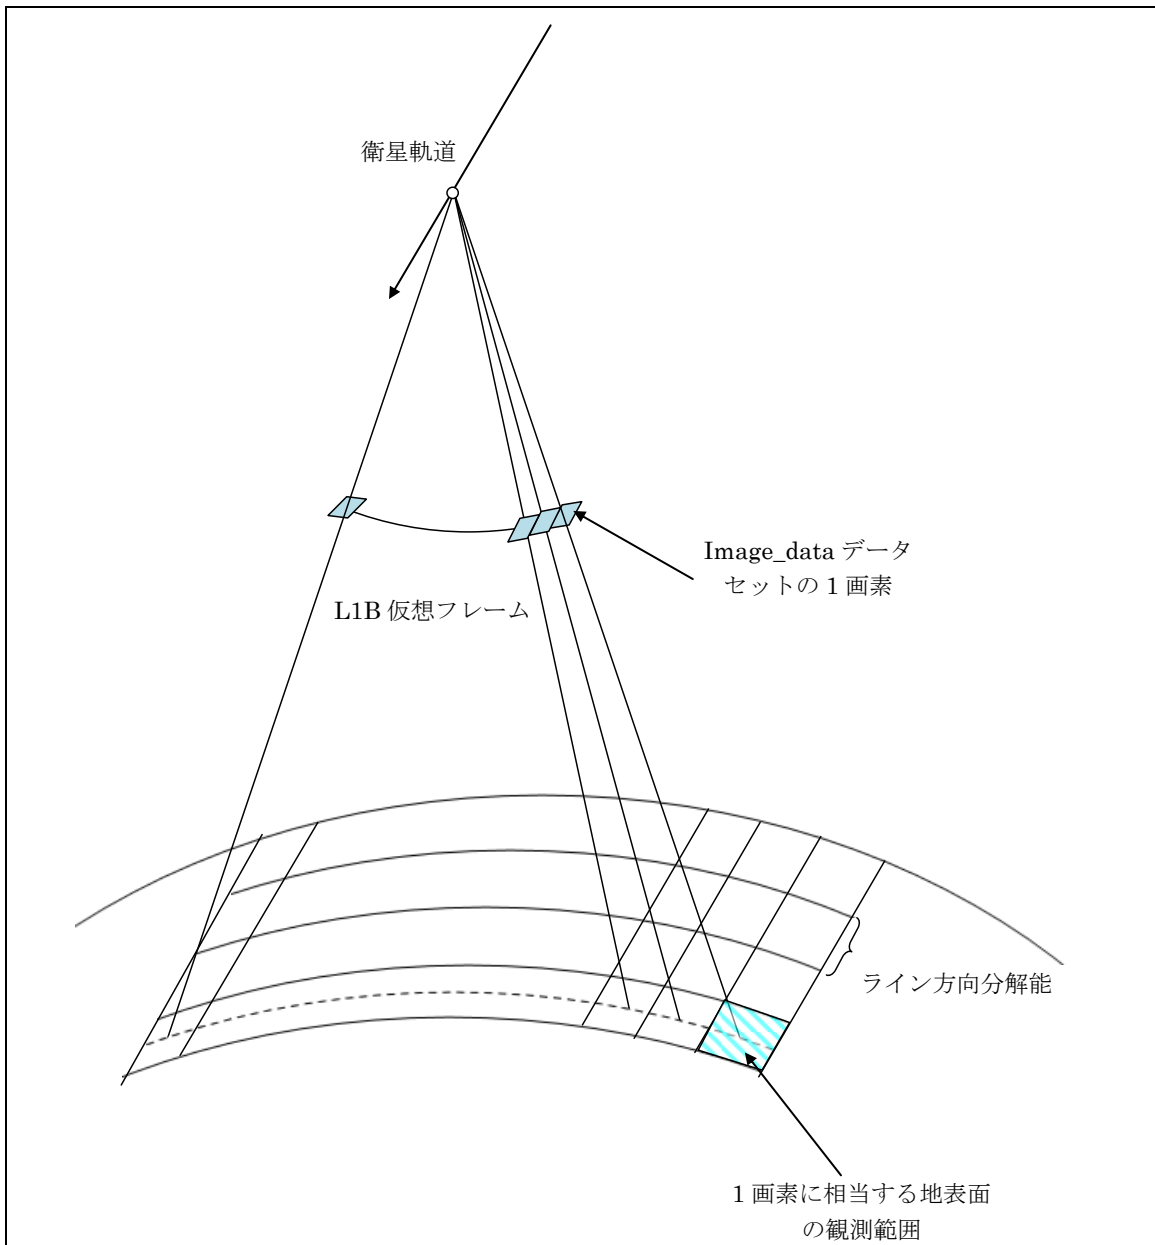 衛星軌道
Image_data データ
セットの 1 画素
L1B 仮想フレーム
ライン方向分解能
1 画素に相当する地表面
の観測範囲